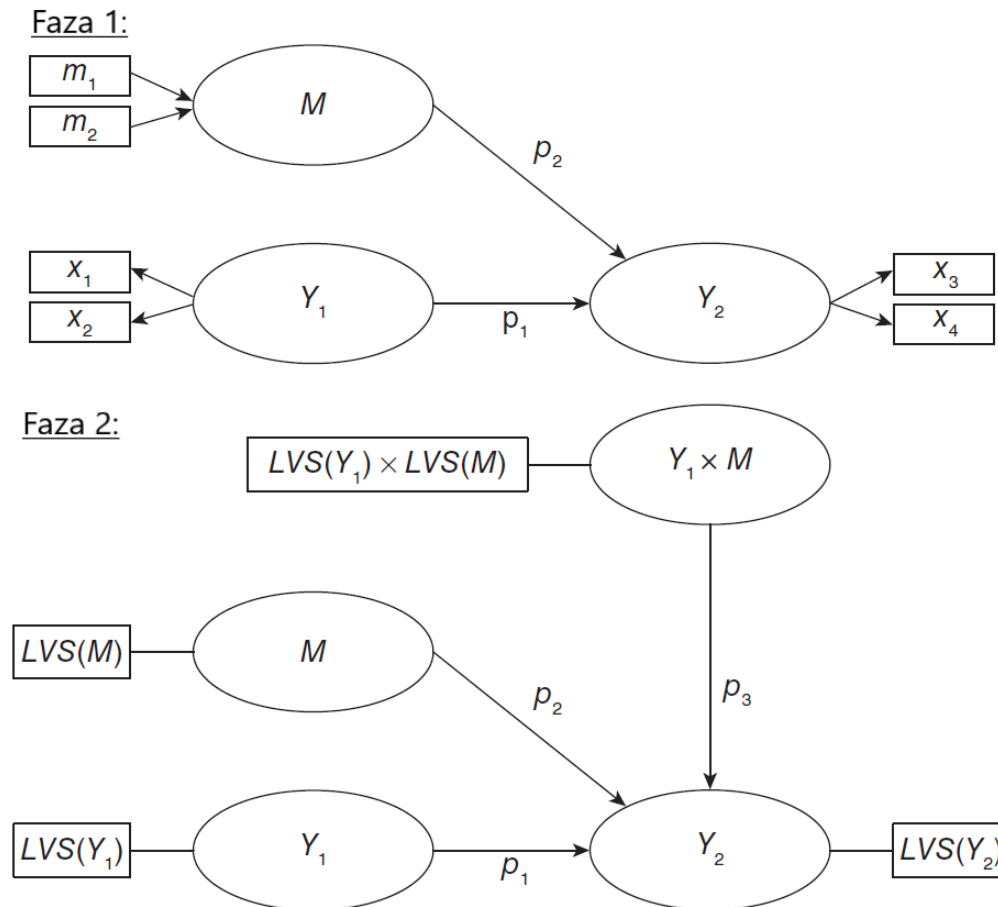 Faza 1:
m₁
m₂
M
p₂
x₁
x₂
Y₁
p₁
Y₂
x₃
x₄
Faza 2:
LVS(Y₁) × LVS(M)
Y₁ × M
LVS(M)
M
p₂
p₃
LVS(Y₁)
Y₁
p₁
Y₂
LVS(Y₂)